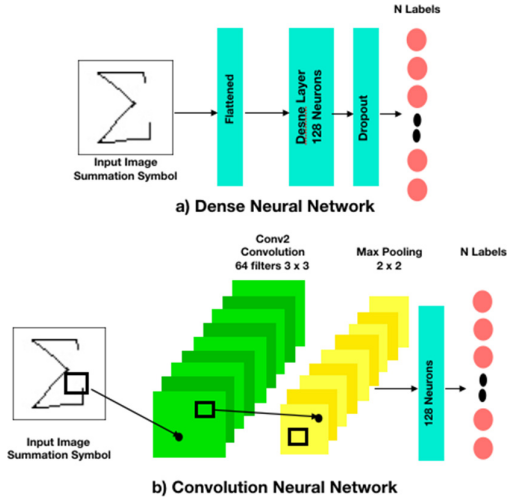 N Labels
Flattened
Desne Layer
128 Neurons
Dropout
Input Image
Summation Symbol
a) Dense Neural Network
Conv2
Convolution
64 filters 3 x 3
Max Pooling
2 x 2
N Labels
128 Neurons
Input Image
Summation Symbol
b) Convolution Neural Network